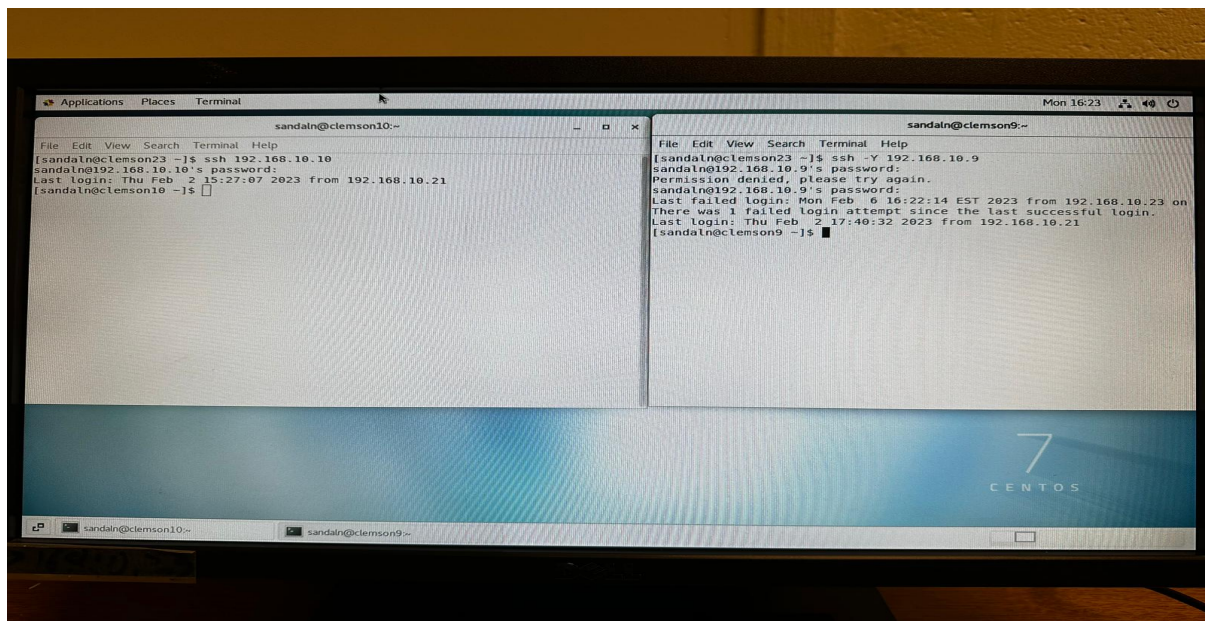 Applications Places Terminal
Mon 16:23
sandaln@clemson10:~
File Edit View Search Terminal Help
[sandaln@clemson23 ~]$ ssh 192.168.10.10
sandaln@192.168.10.10's password:
Last login: Thu Feb  2 15:27:07 2023 from 192.168.10.21
[sandaln@clemson10 ~]$
sandaln@clemson9:~
File Edit View Search Terminal Help
[sandaln@clemson23 ~]$ ssh -Y 192.168.10.9
sandaln@192.168.10.9's password:
Permission denied, please try again.
sandaln@192.168.10.9's password:
Last failed login: Mon Feb  6 16:22:14 EST 2023 from 192.168.10.23 on
There was 1 failed login attempt since the last successful login.
Last login: Thu Feb  2 17:40:32 2023 from 192.168.10.21
[sandaln@clemson9 ~]$
7
CENTOS
sandaln@clemson10:~
sandaln@clemson9:~